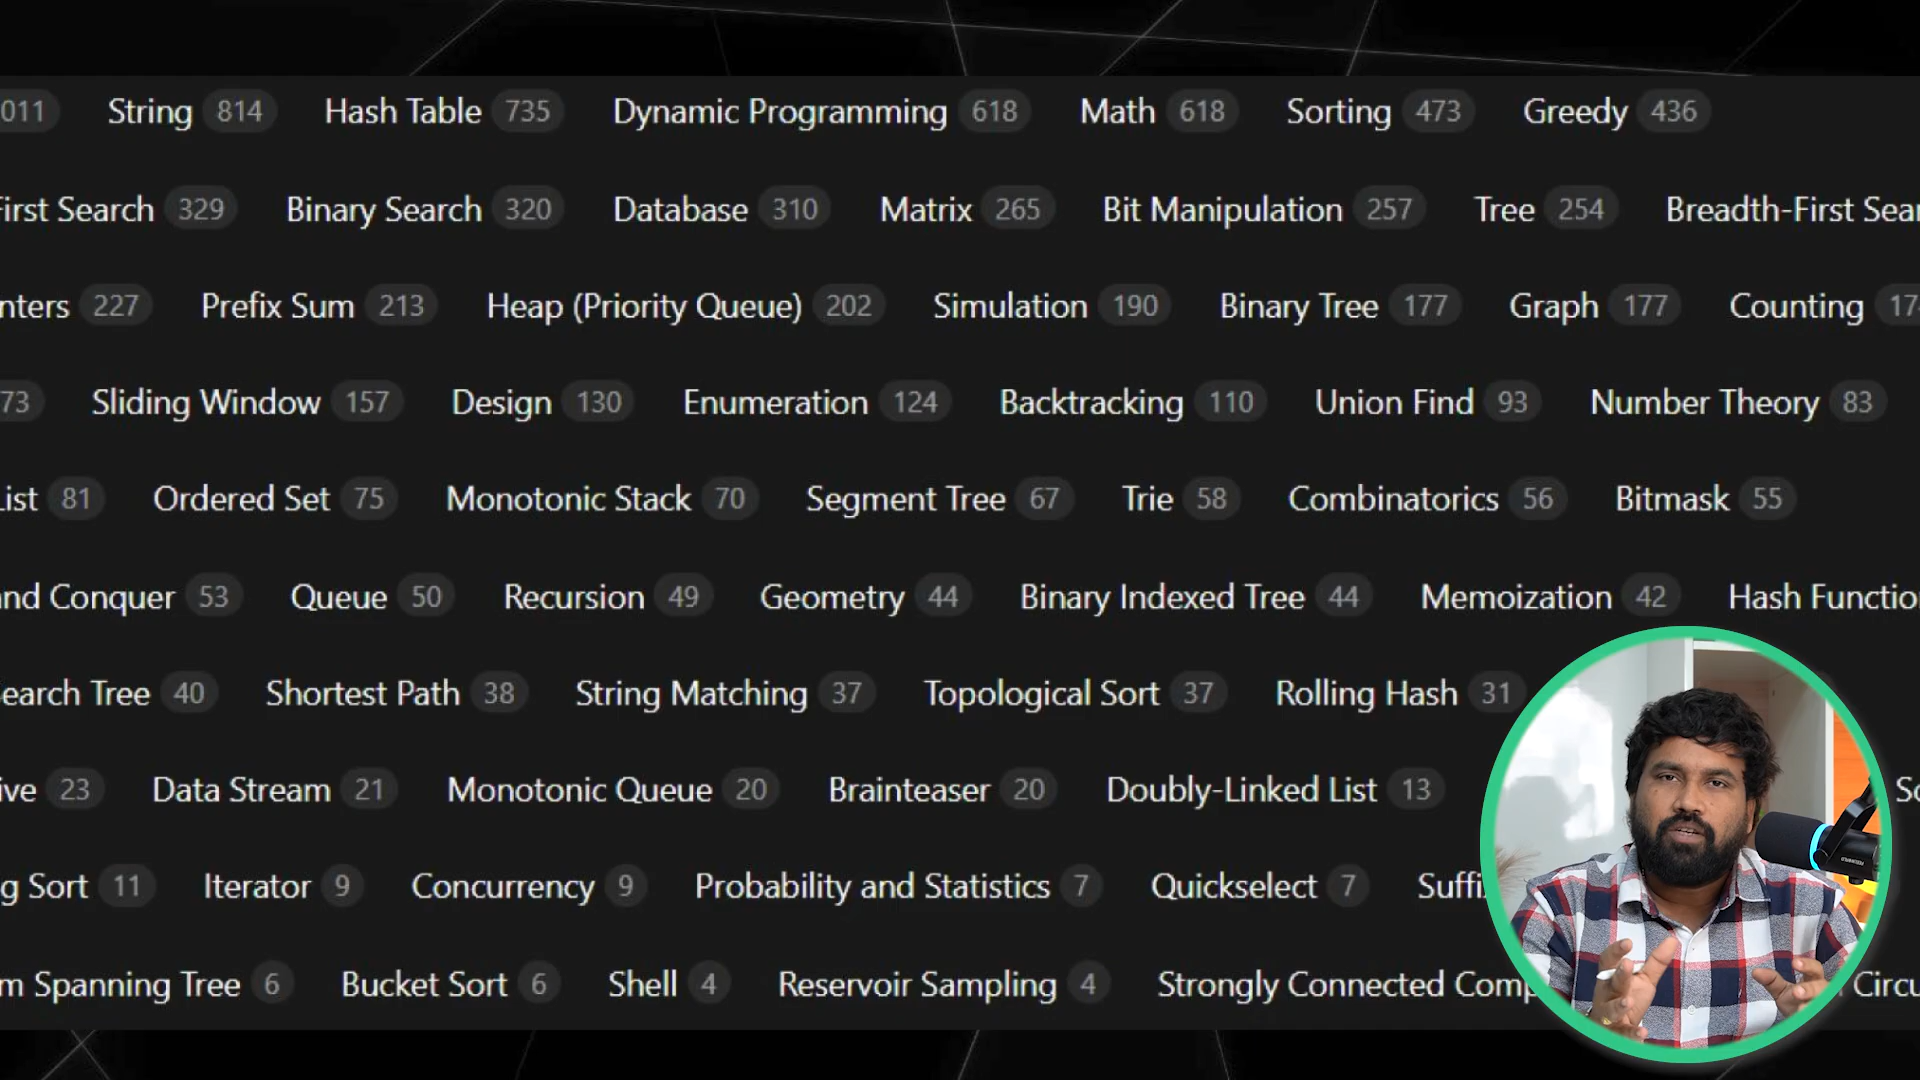 011 String 814 Hash Table 735 Dynamic Programming 618 Math 618 Sorting 473 Greedy 436
First Search 329 Binary Search 320 Database 310 Matrix 265 Bit Manipulation 257 Tree 254 Breadth-First Sear
nters 227 Prefix Sum 213 Heap (Priority Queue) 202 Simulation 190 Binary Tree 177 Graph 177 Counting 17
73 Sliding Window 157 Design 130 Enumeration 124 Backtracking 110 Union Find 93 Number Theory 83
List 81 Ordered Set 75 Monotonic Stack 70 Segment Tree 67 Trie 58 Combinatorics 56 Bitmask 55
nd Conquer 53 Queue 50 Recursion 49 Geometry 44 Binary Indexed Tree 44 Memoization 42 Hash Function
earch Tree 40 Shortest Path 38 String Matching 37 Topological Sort 37 Rolling Hash 31
ive 23 Data Stream 21 Monotonic Queue 20 Brainteaser 20 Doubly-Linked List 13 Sc
g Sort 11 Iterator 9 Concurrency 9 Probability and Statistics 7 Quickselect 7 Suffi
m Spanning Tree 6 Bucket Sort 6 Shell 4 Reservoir Sampling 4 Strongly Connected Comp Circu